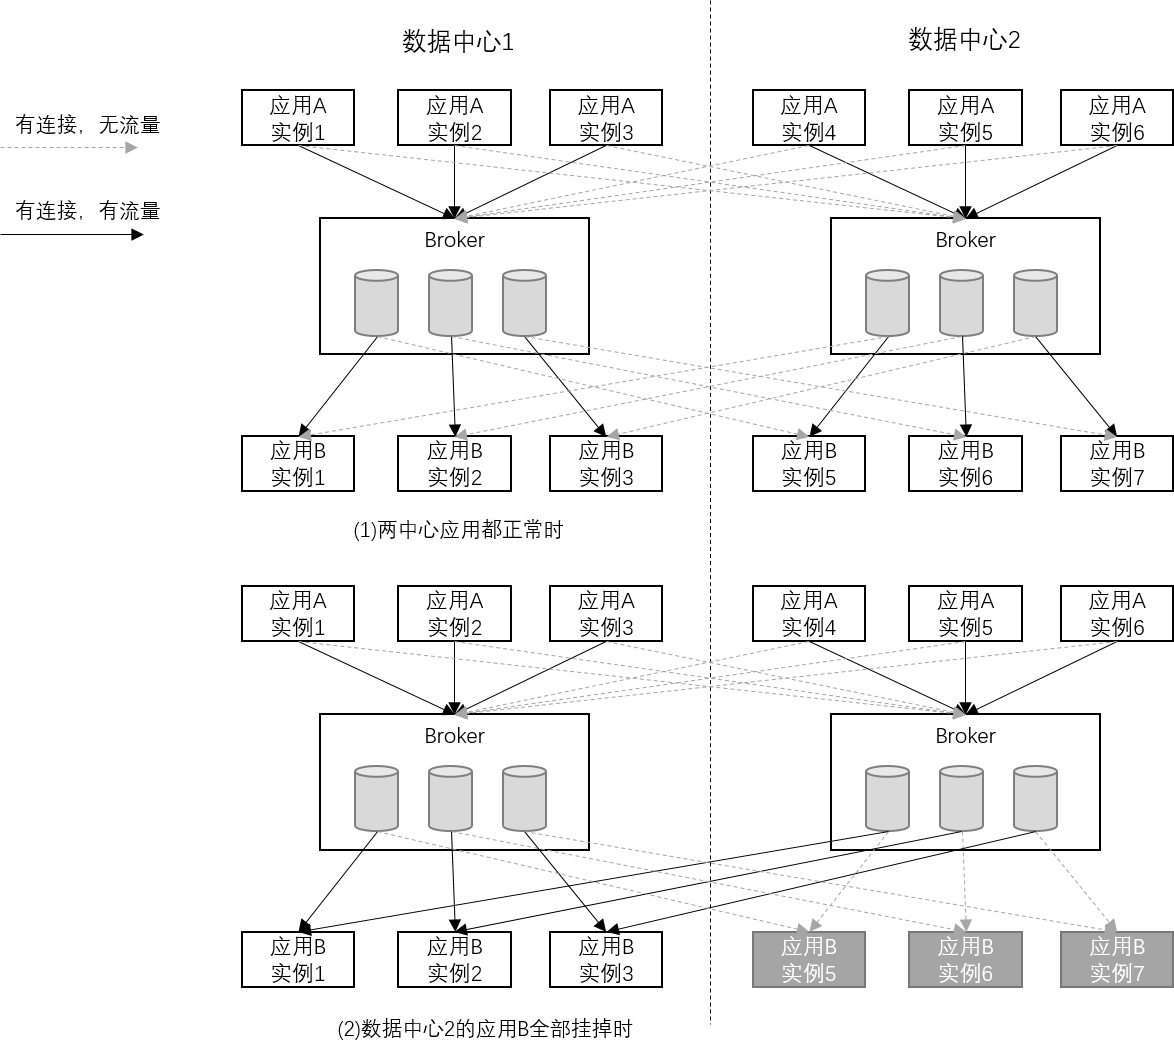 数据中心1
数据中心2
有连接，无流量
有连接，有流量
应用A
实例1
应用A
实例2
应用A
实例3
应用A
实例4
应用A
实例5
应用A
实例6
Broker
Broker
应用B
实例1
应用B
实例2
应用B
实例3
应用B
实例5
应用B
实例6
应用B
实例7
(1)两中心应用都正常时
应用A
实例1
应用A
实例2
应用A
实例3
应用A
实例4
应用A
实例5
应用A
实例6
Broker
Broker
应用B
实例1
应用B
实例2
应用B
实例3
应用B
实例5
应用B
实例6
应用B
实例7
(2)数据中心2的应用B全部挂掉时